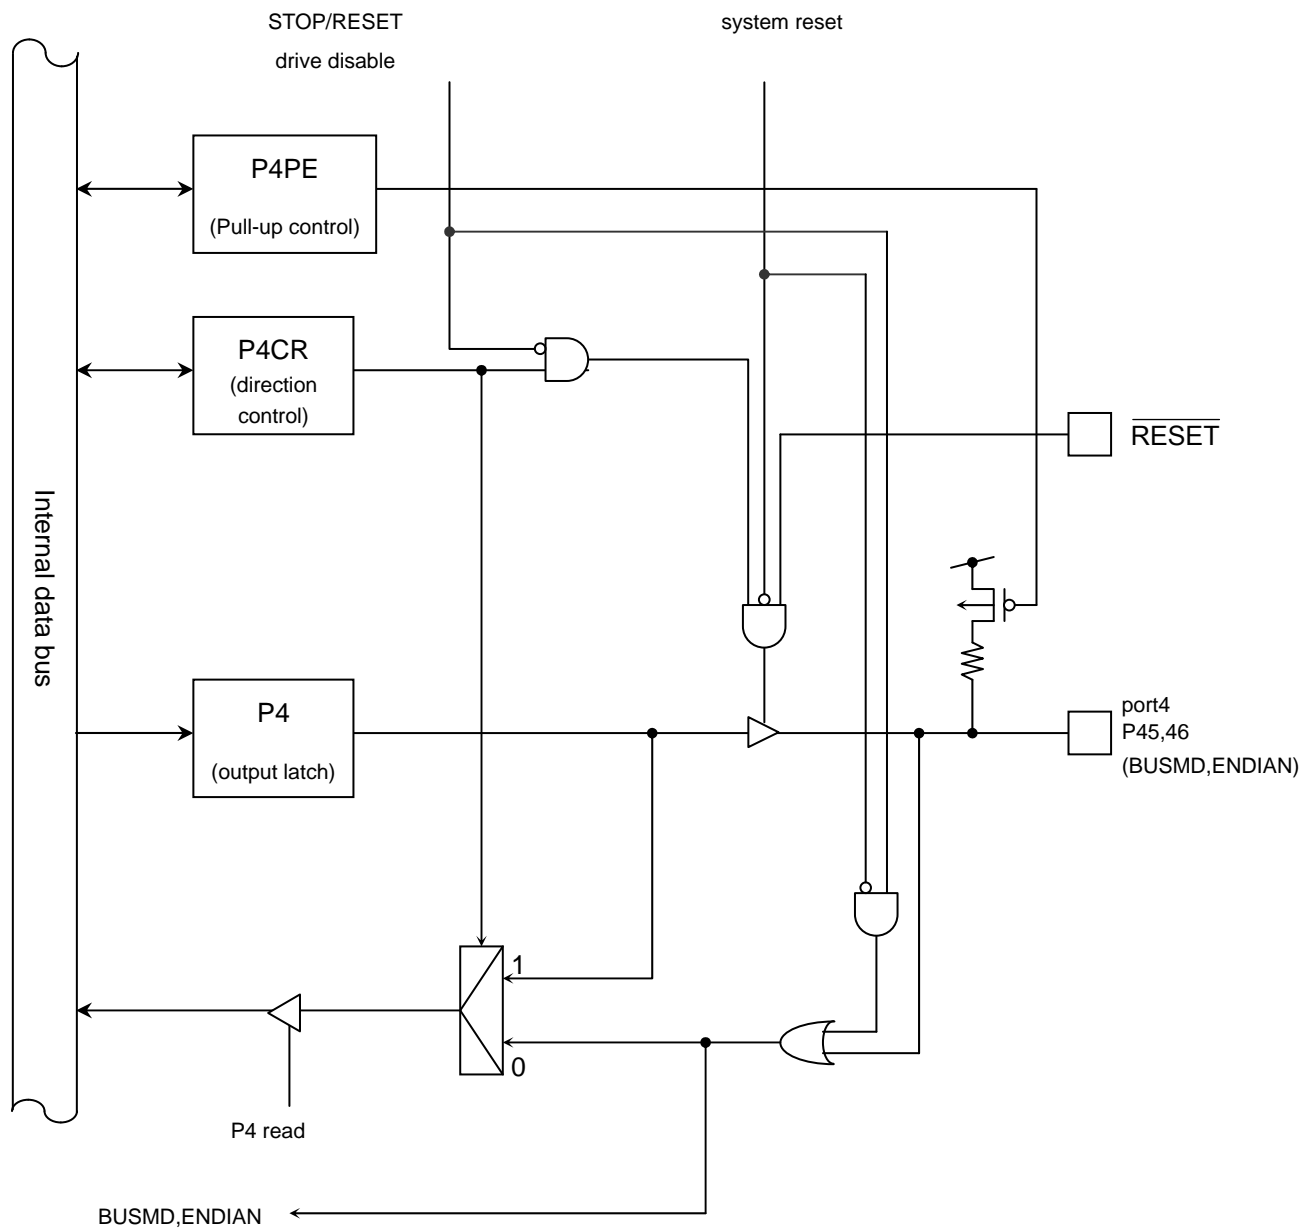 STOP/RESET
drive disable
system reset
P4PE
(Pull-up control)
P4CR
(direction
control)
RESET
Internal data bus
P4
(output latch)
port4
P45,46
(BUSMD,ENDIAN)
1
0
P4 read
BUSMD,ENDIAN